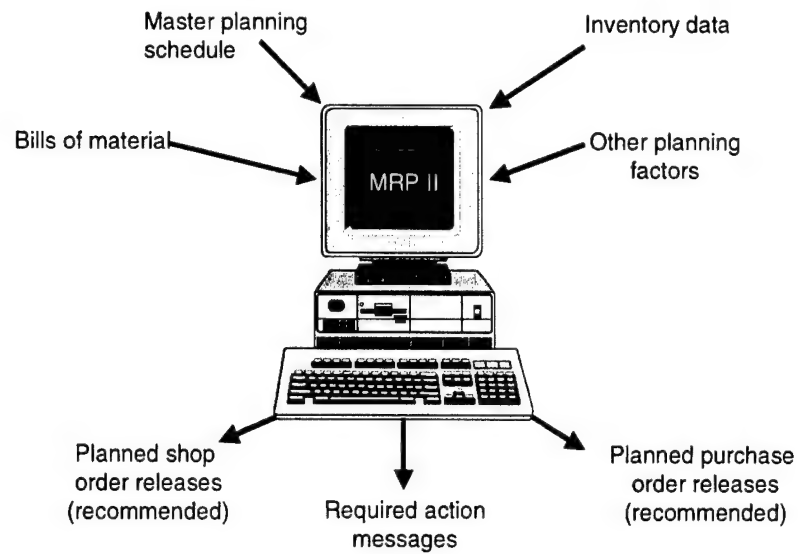 Master planning
schedule
Inventory data
Bills of material
Other planning
factors
MRP II
Planned shop
order releases
(recommended)
Required action
messages
Planned purchase
order releases
(recommended)